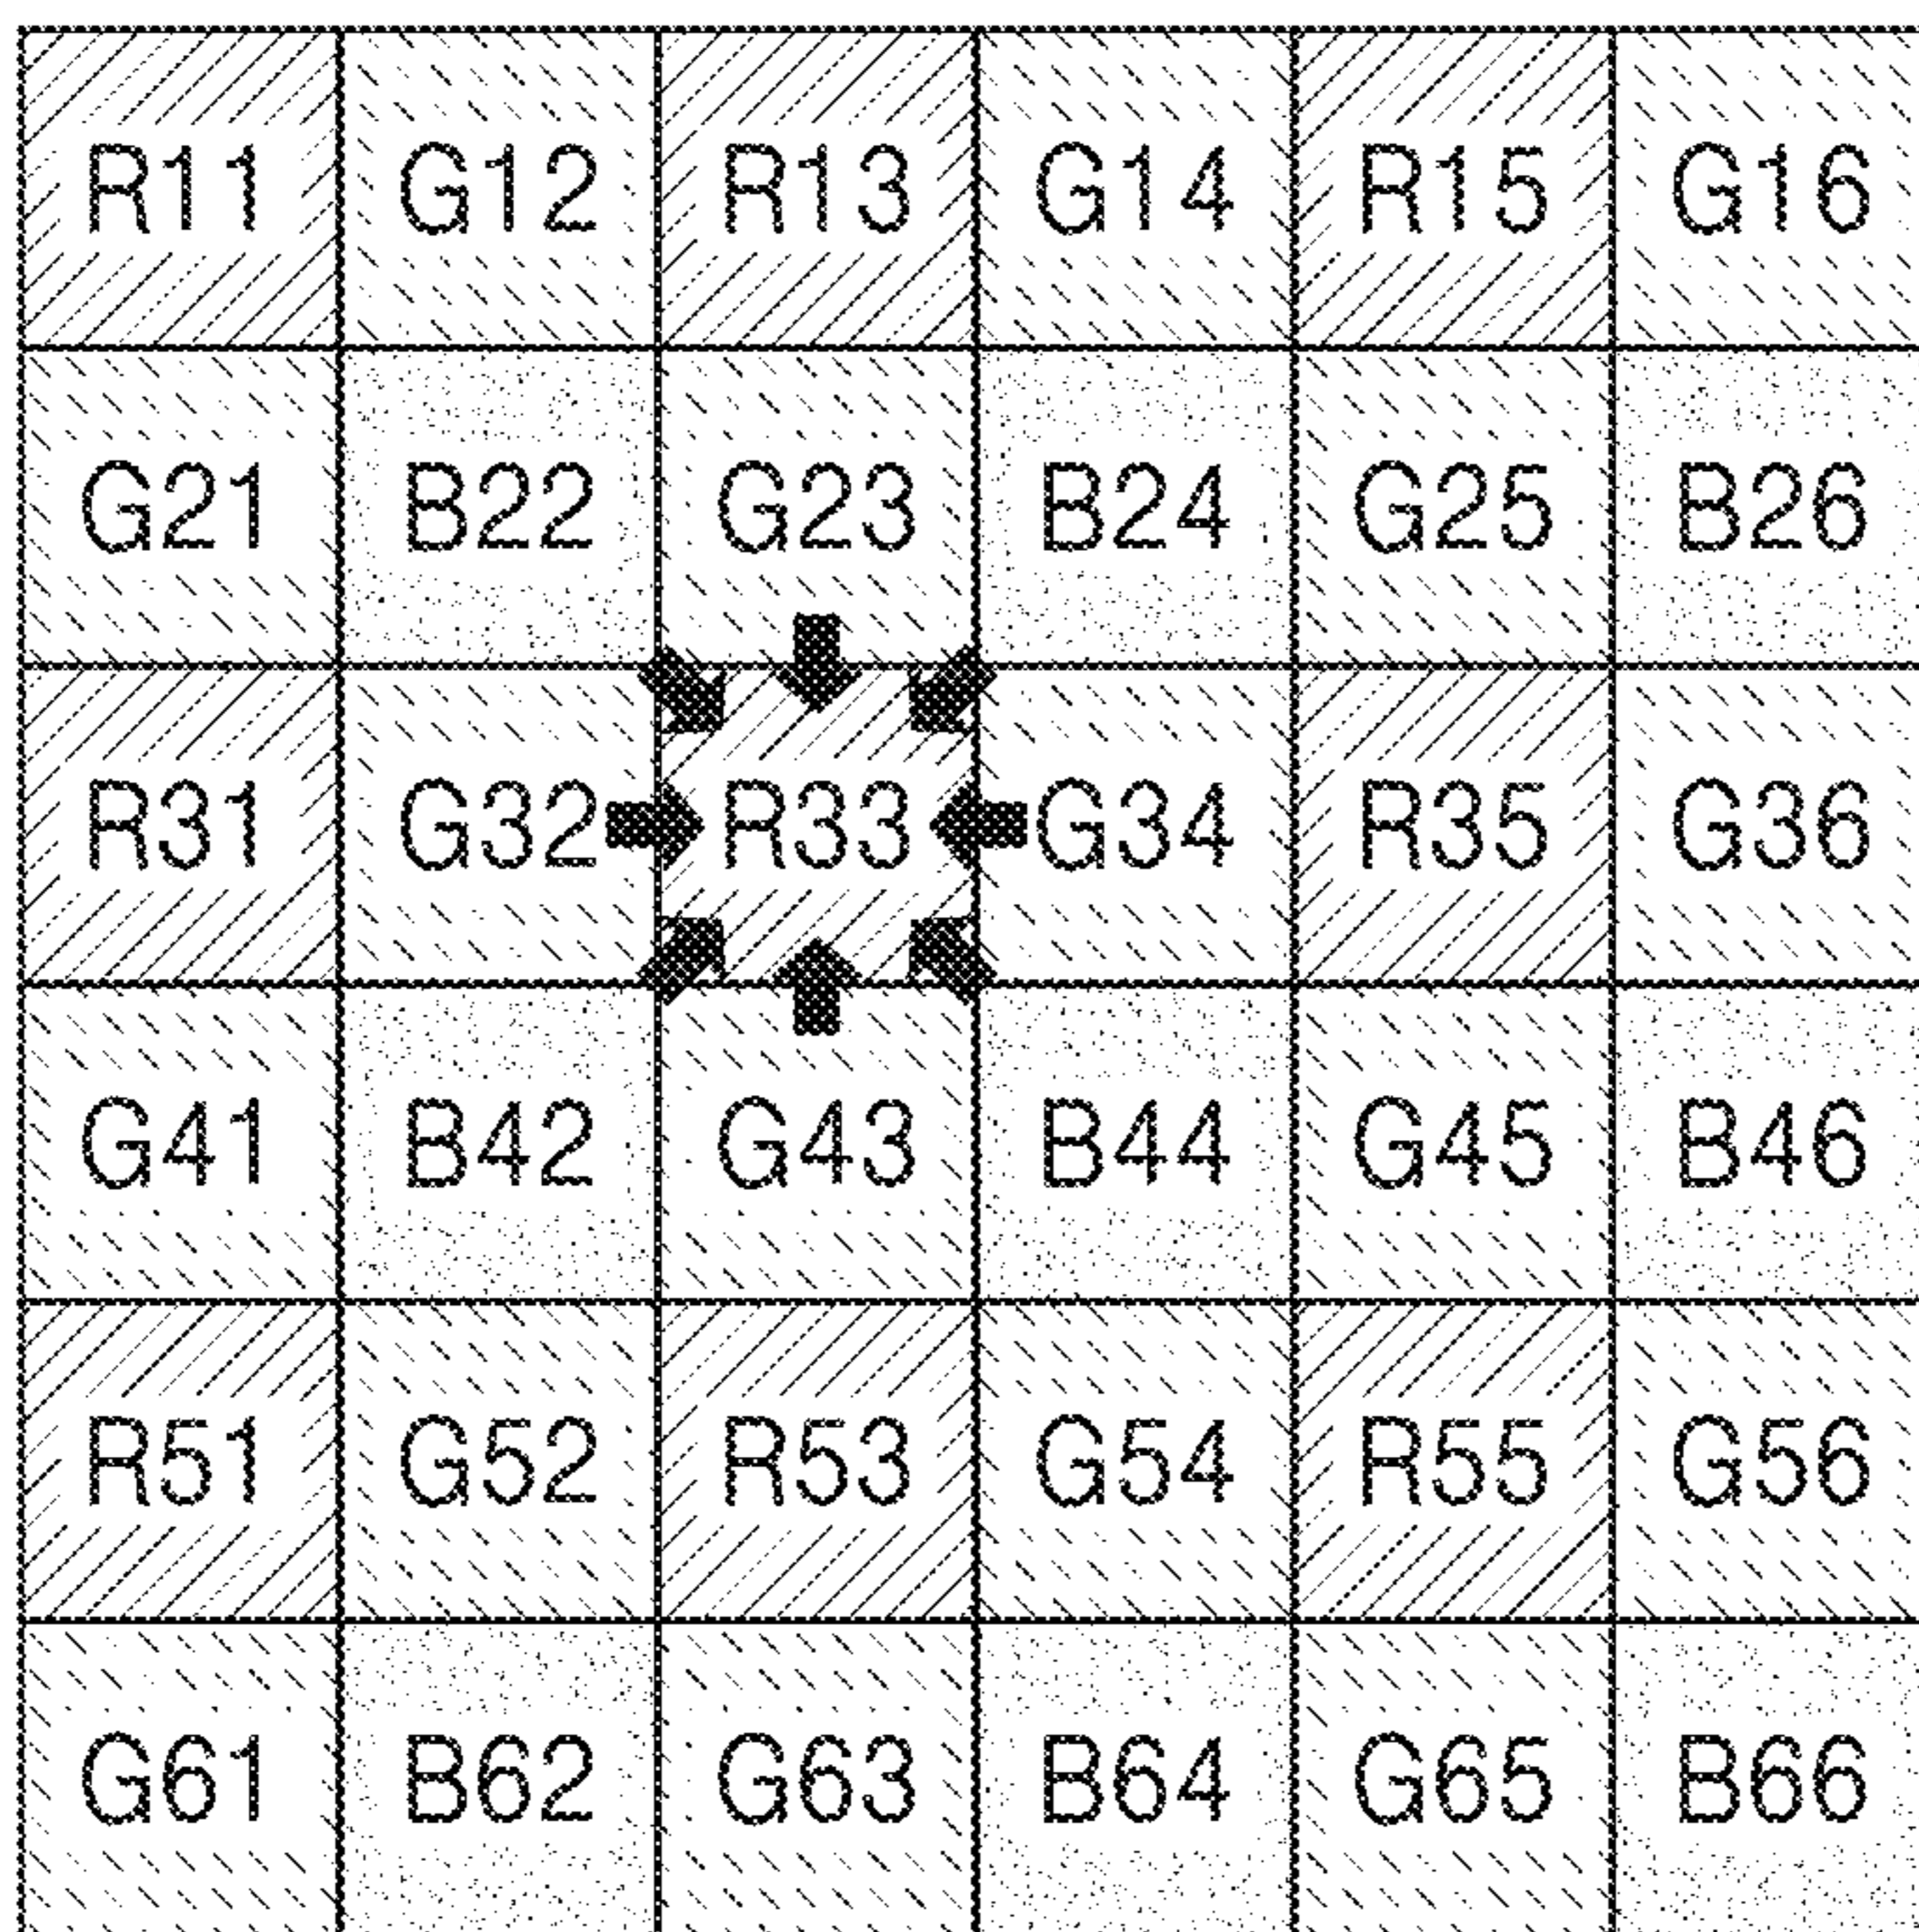 R11 G12 R13 G14 R15 G16
G21 B22 G23 B24 G25 B26
R31 G32 R33 G34 R35 G36
G41 B42 G43 B44 G45 B46
R51 G52 R53 G54 R55 G56
G61 B62 G63 B64 G65 B66